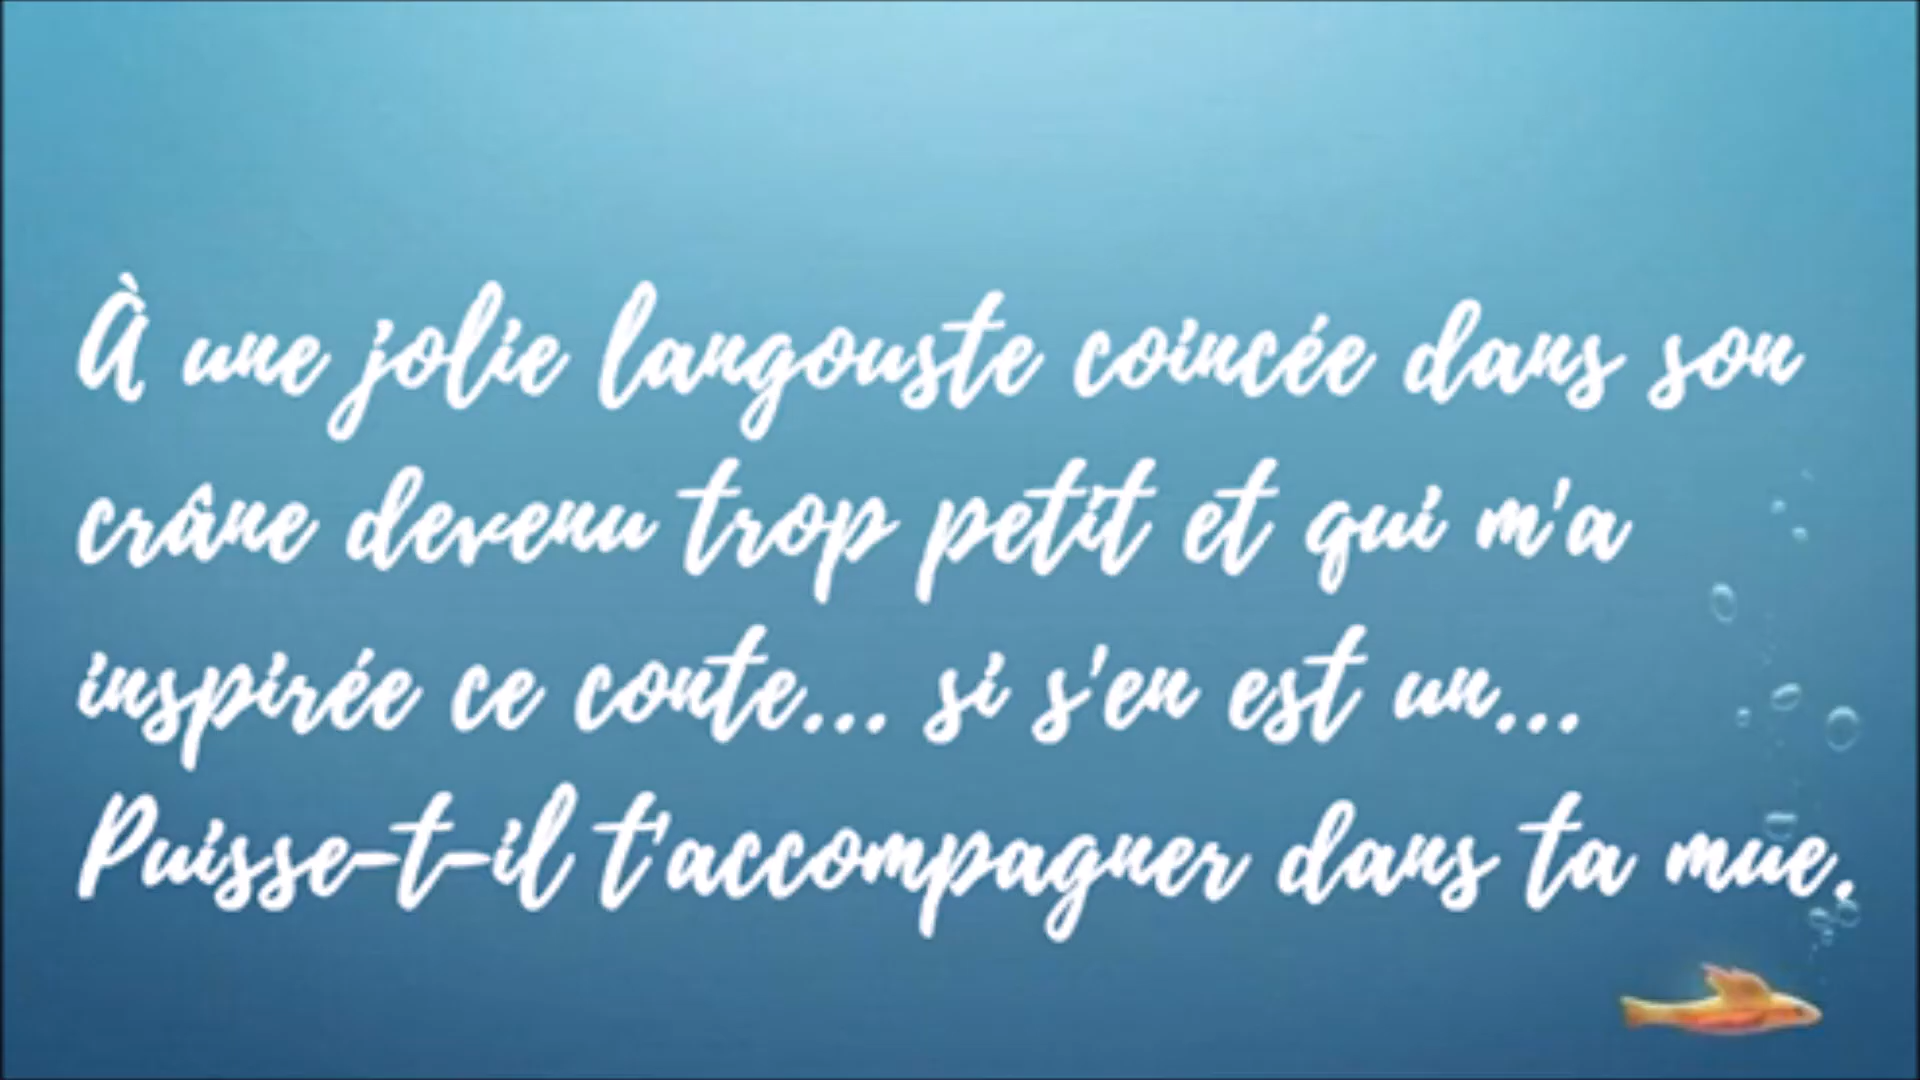 À une jolie langouste coincée dans son
crâne devenu trop petit et qui m'a
inspirée ce conte... si s'en est un...
Puisse-t-il t'accompagner dans ta mue.